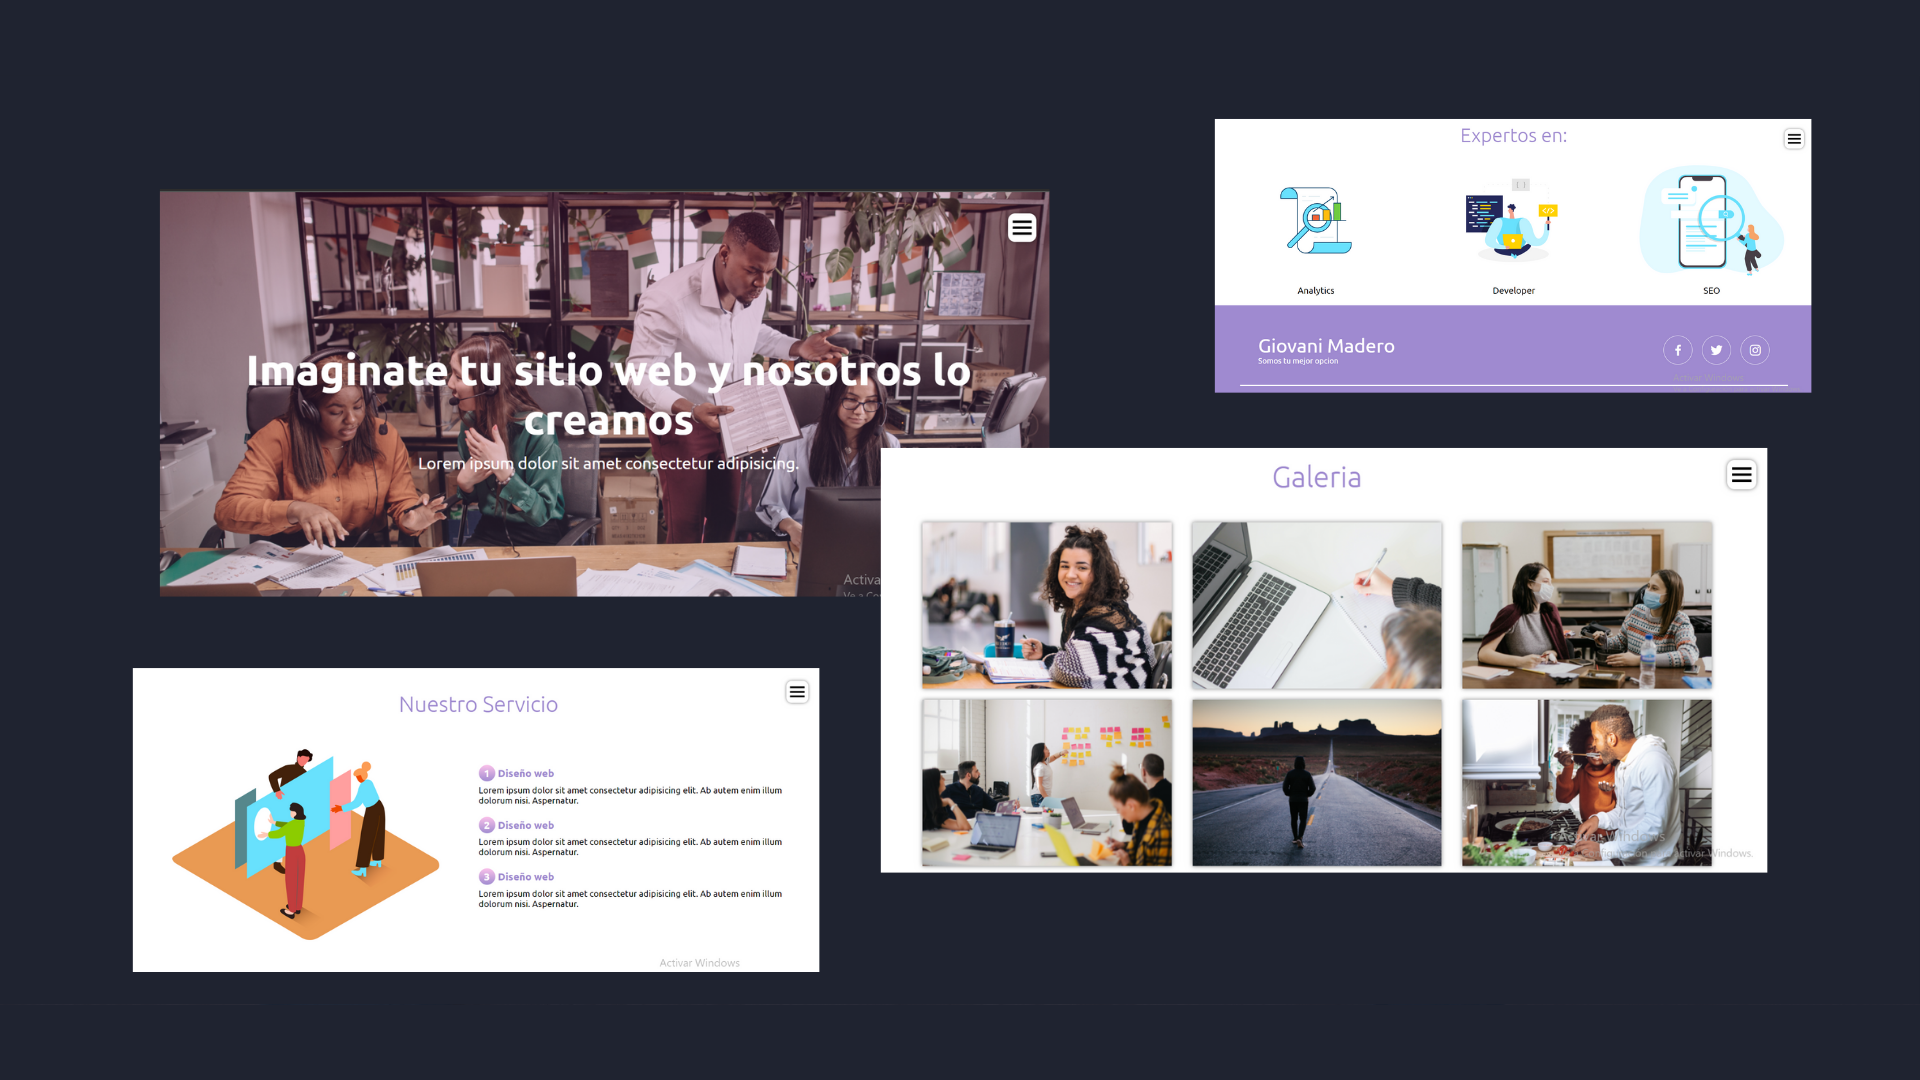 Imaginate tu sitio web y nosotros lo
creamos
Lorem ipsum dolor sit amet consectetur adipisicing.
Activa
Ve a Co
Expertos en:
Analytics
Developer
SEO
Giovani Madero
Somos tu mejor opcion
Activar Windows
Galeria
Activar Windows
activar Windows.
Nuestro Servicio
1 Diseño web
Lorem ipsum dolor sit amet consectetur adipisicing elit. Ab autem enim illum
dolorum nisi. Aspernatur.
2 Diseño web
Lorem ipsum dolor sit amet consectetur adipisicing elit. Ab autem enim illum
dolorum nisi. Aspernatur.
3 Diseño web
Lorem ipsum dolor sit amet consectetur adipisicing elit. Ab autem enim illum
dolorum nisi. Aspernatur.
Activar Windows